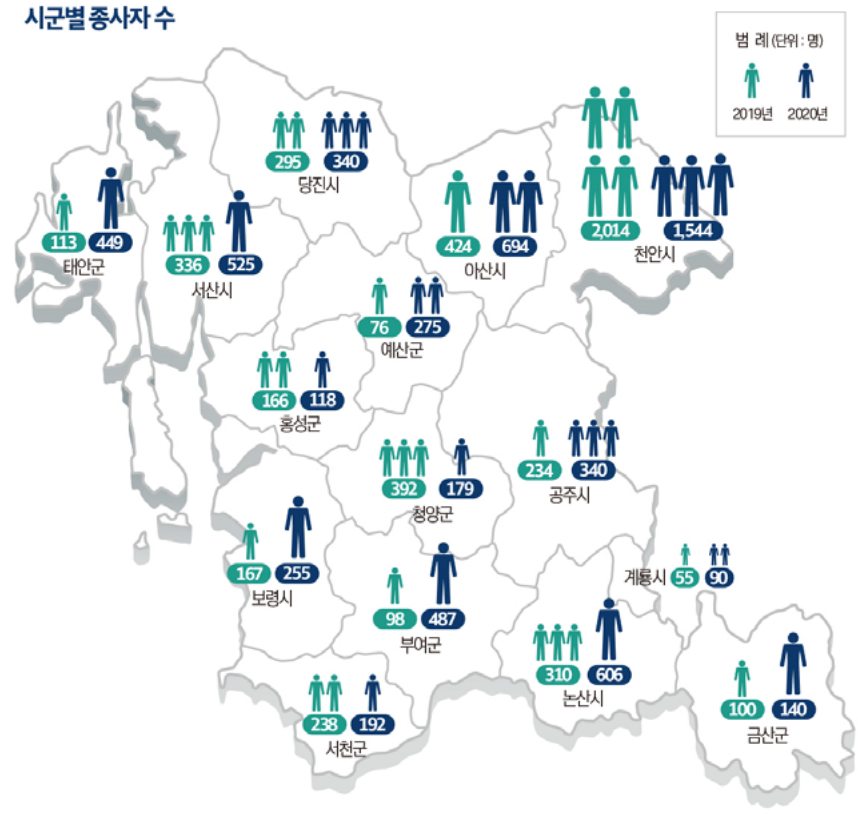 시군별 종사자 수
범 례 (단위 : 명)
2019년 2020년
295 340
당진시
2,014 1,544
천안시
424 694
아산시
113 449
태안군
336 525
서산시
76 275
예산군
166 118
홍성군
392 179
청양군
234 340
공주시
167 255
보령시
98 487
부여군
계룡시 55 90
310 606
논산시
238 192
서천군
100 140
금산군